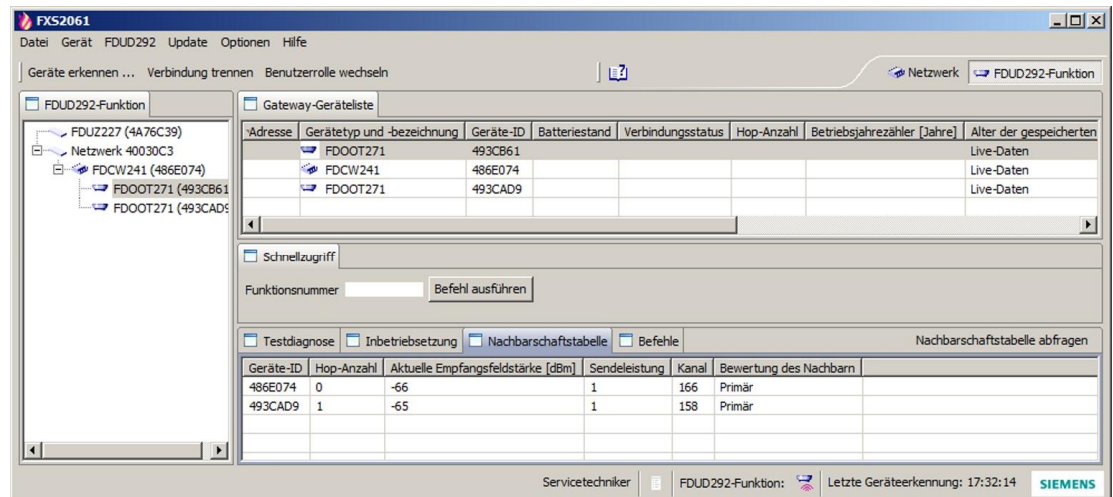 FXS2061
Datei Gerät FDUD292 Update Optionen Hilfe
Geräte erkennen ... Verbindung trennen Benutzerrolle wechseln
Netzwerk FDUD292-Funktion
FDUD292-Funktion
FDUZ227 (4A76C39)
Netzwerk 40030C3
FDCW241 (486E074)
FDOOT271 (493CB61
FDOOT271 (493CAD9
Gateway-Geräteliste
Adresse Gerätetyp und -bezeichnung Geräte-ID Batteriestand Verbindungsstatus Hop-Anzahl Betriebsjahrezähler [Jahre] Alter der gespeicherten
FDOOT271 493CB61 Live-Daten
FDCW241 486E074 Live-Daten
FDOOT271 493CAD9 Live-Daten
Schnellzugriff
Funktionsnummer Befehl ausführen
Testdiagnose Inbetriebsetzung Nachbarschaftstabelle Befehle Nachbarschaftstabelle abfragen
Geräte-ID Hop-Anzahl Aktuelle Empfangsfeldstärke [dBm] Sendeleistung Kanal Bewertung des Nachbarn
486E074 0 -66 1 166 Primär
493CAD9 1 -65 1 158 Primär
Servicetechniker FDUD292-Funktion: Letzte Geräteerkennung: 17:32:14 SIEMENS